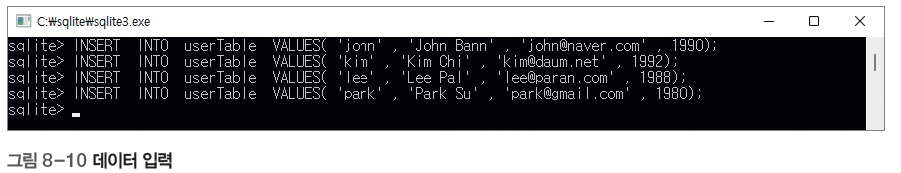 C:₩sqlite₩sqlite3.exe
sqlite> INSERT INTO userTable VALUES( 'john' , 'John Bann' , 'john@naver.com' , 1990);
sqlite> INSERT INTO userTable VALUES( 'kim' , 'Kim Chi' , 'kim@daum.net' , 1992);
sqlite> INSERT INTO userTable VALUES( 'lee' , 'Lee Pal' , 'lee@paran.com' , 1988);
sqlite> INSERT INTO userTable VALUES( 'park' , 'Park Su' , 'park@gmail.com' , 1980);
sqlite>
그림 8-10 데이터 입력